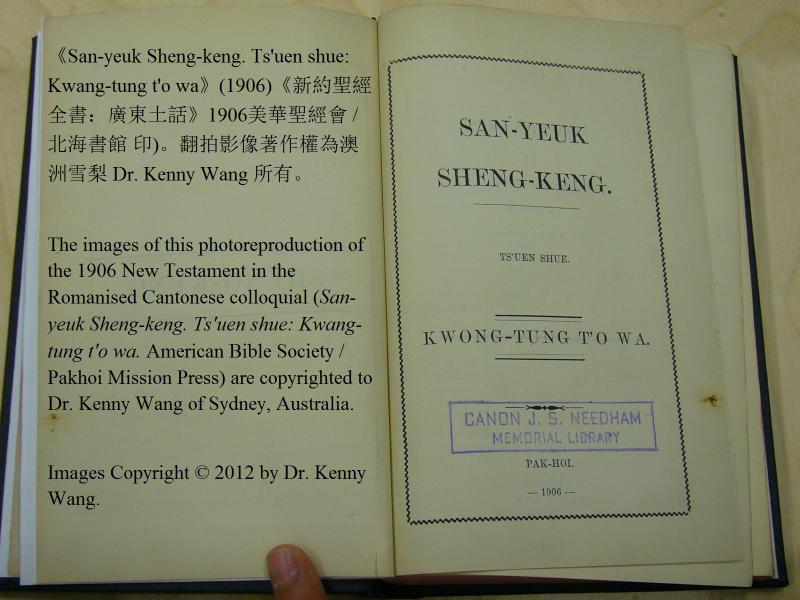 《San-yeuk Sheng-keng. Ts'uen shue:
Kwang-tung t'o wa》(1906)《新約聖經
全書：廣東土話》1906美華聖經會 /
北海書館 印)。翻拍影像著作權為澳
洲雪梨 Dr. Kenny Wang 所有。
The images of this photoreproduction of
the 1906 New Testament in the
Romanised Cantonese colloquial (San-
yeuk Sheng-keng. Ts'uen shue: Kwang-
tung t'o wa. American Bible Society /
Pakhoi Mission Press) are copyrighted to
Dr. Kenny Wang of Sydney, Australia.
Images Copyright © 2012 by Dr. Kenny
Wang.
SAN-YEUK
SHENG-KENG.
TS'UEN SHUE.
KWONG-TUNG T'O WA.
CANON J. S. NEEDHAM
MEMORIAL LIBRARY
PAK-HOI.
— 1906 —